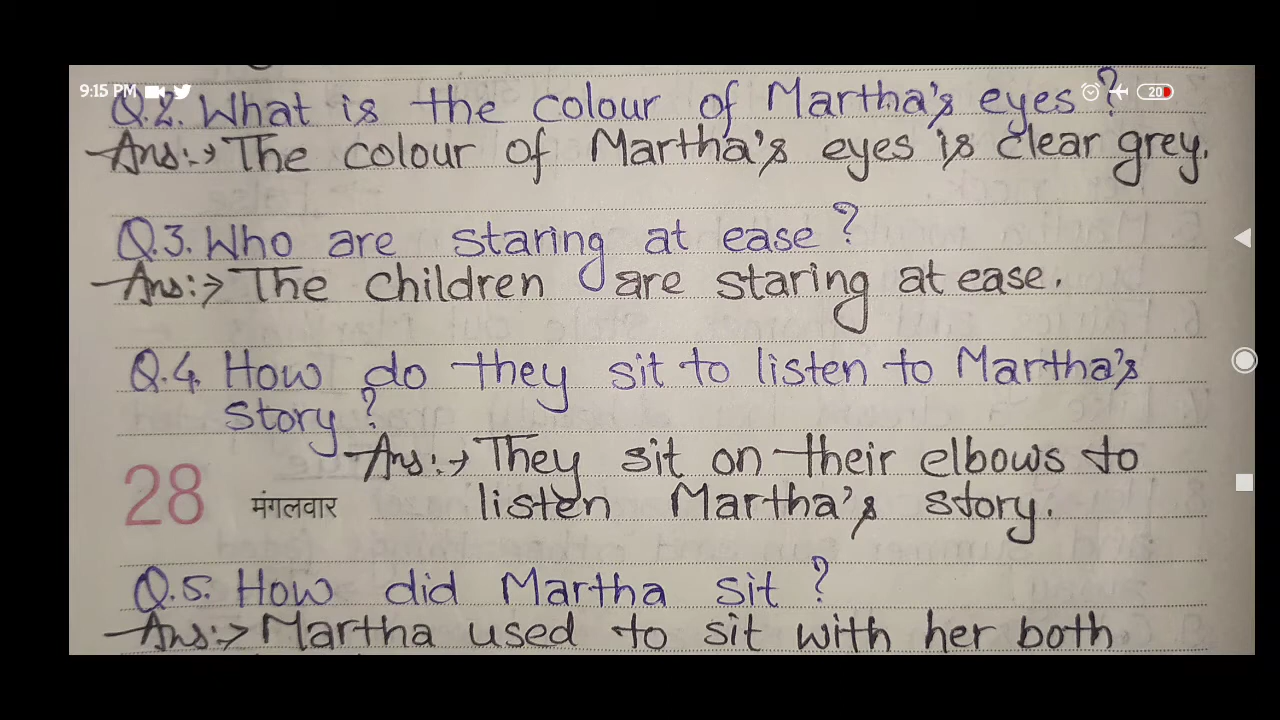 9:15 PM
20
Q.2. What is the colour of Martha's eyes?
Ans:→ The colour of Martha's eyes is clear grey.
Q.3. Who are staring at ease?
Ans:→ The children are staring at ease.
Q.4. How do they sit to listen to Martha's
story?
Ans:→ They sit on their elbows to
28 मंगलवार listen Martha's story.
Q.5. How did Martha sit?
Ans:→ Martha used to sit with her both